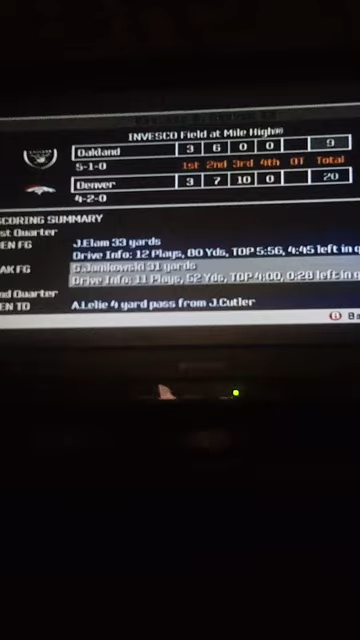 INVESCO Field at Mile High
Oakland 3 6 0 0 9
5-1-0 1st 2nd 3rd 4th OT Total
Denver 3 7 10 0 20
4-2-0
SCORING SUMMARY
st Quarter
EN FG J.Elam 33 yards
Drive Info: 12 Plays, 80 Yds, TOP 5:56, 4:45 left in q
AK FG S.Janikowski 31 yards
Drive Info: 11 Plays, 52 Yds, TOP 4:00, 0:28 left in q
nd Quarter
EN TD A.Lelie 4 yard pass from J.Cutler
Ba